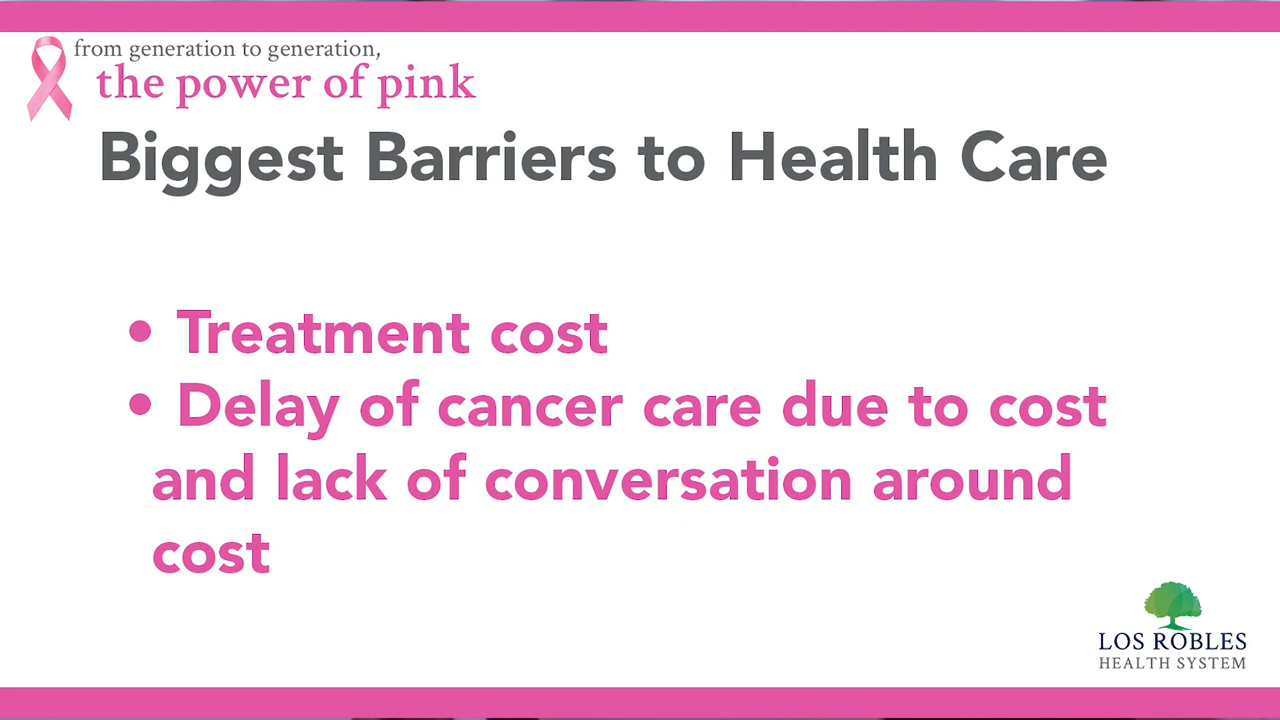 from generation to generation,
the power of pink
Biggest Barriers to Health Care
• Treatment cost
• Delay of cancer care due to cost
and lack of conversation around
cost
LOS ROBLES
HEALTH SYSTEM